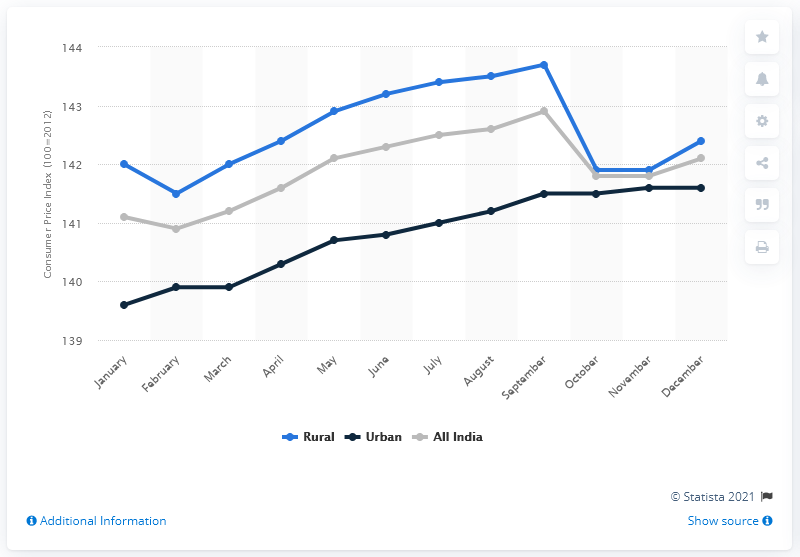 144
143
142
141
140
139
Consumer Price Index (100=2012)
January
February
March
April
May
June
July
August
September
October
November
December
Rural Urban All India
© Statista 2021
Additional Information
Show source